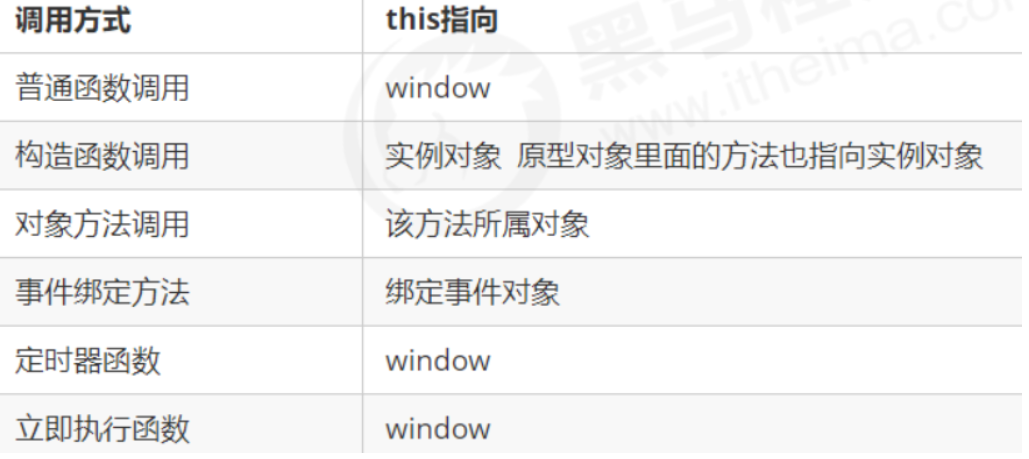 调用方式 this指向
普通函数调用 window
构造函数调用 实例对象 原型对象里面的方法也指向实例对象
对象方法调用 该方法所属对象
事件绑定方法 绑定事件对象
定时器函数 window
立即执行函数 window
黑马程
www.itheima.com